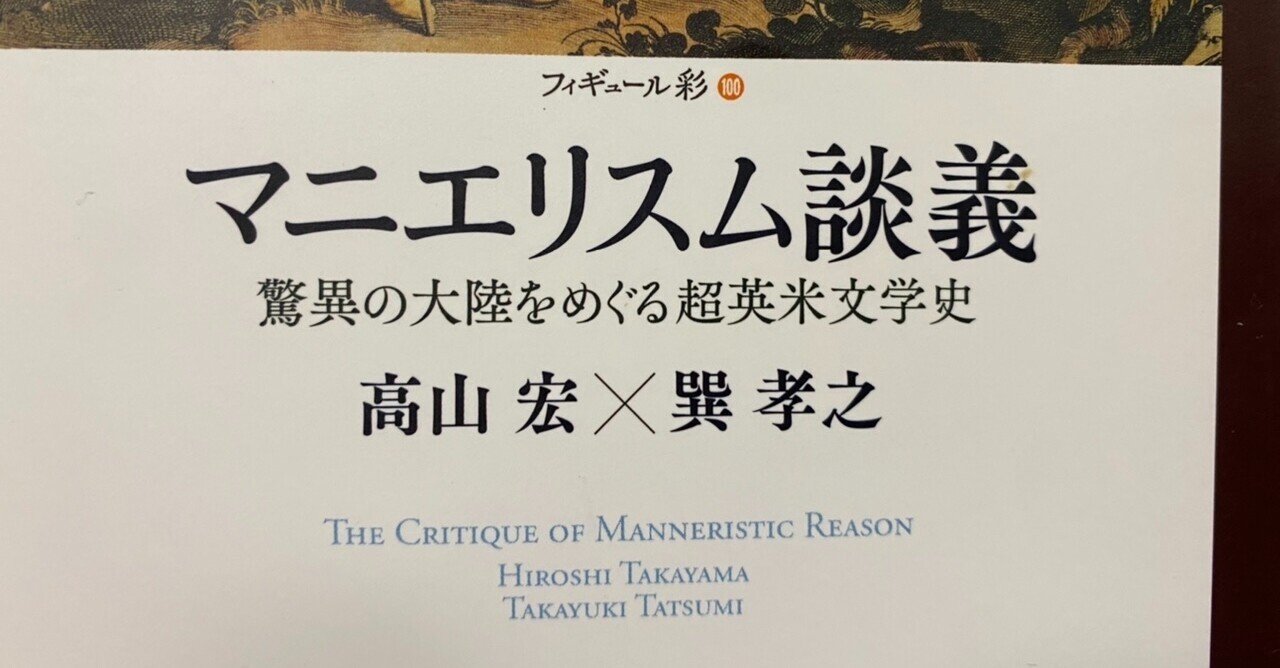 フィギュール彩 100
マニエリスム談義
驚異の大陸をめぐる超英米文学史
高山 宏×巽 孝之
THE CRITIQUE OF MANNERISTIC REASON
HIROSHI TAKAYAMA
TAKAYUKI TATSUMI